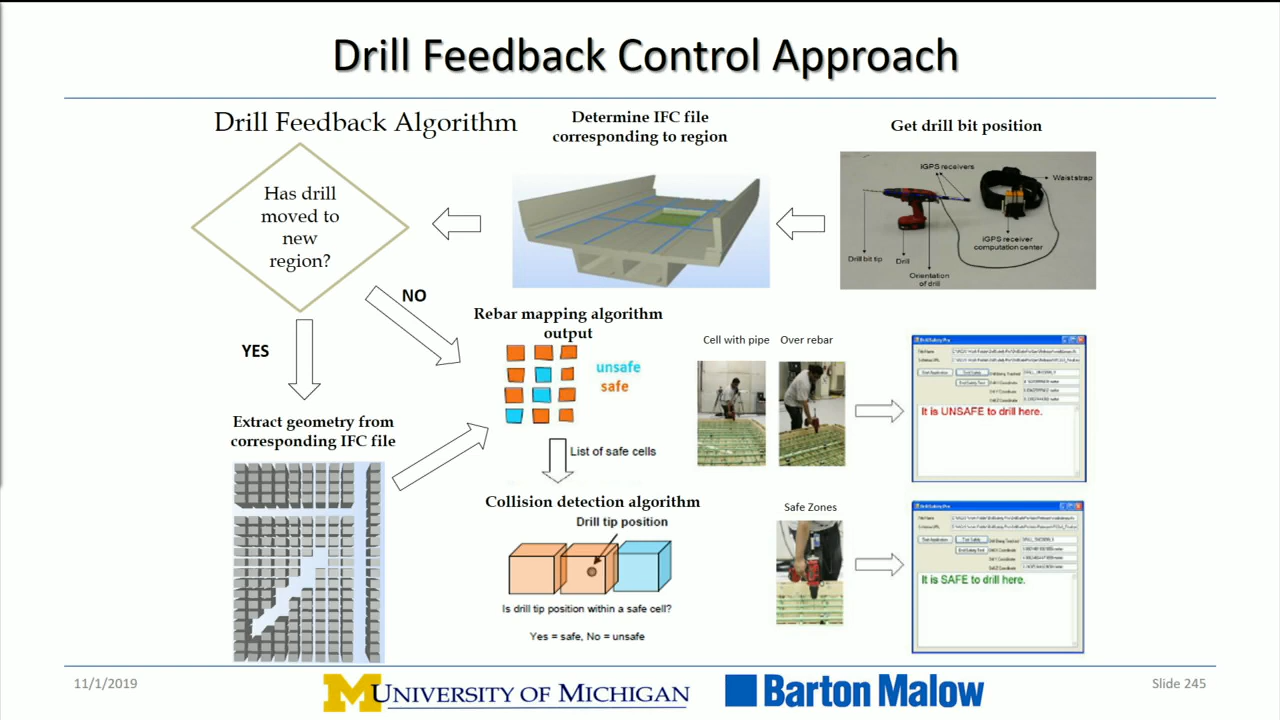 Drill Feedback Control Approach
Drill Feedback Algorithm
Determine IFC file
corresponding to region
Get drill bit position
Has drill
moved to
new
region?
iGPS receivers
Waist strap
iGPS receiver
computation center
Drill bit tip
Drill
Orientation
of drill
NO
YES
Rebar mapping algorithm
output
unsafe
safe
Cell with pipe
Over rebar
It is UNSAFE to drill here.
Extract geometry from
corresponding IFC file
List of safe cells
Collision detection algorithm
Drill tip position
Is drill tip position within a safe cell?
Yes = safe, No = unsafe
Safe Zones
It is SAFE to drill here.
11/1/2019
M UNIVERSITY OF MICHIGAN
Barton Malow
Slide 245